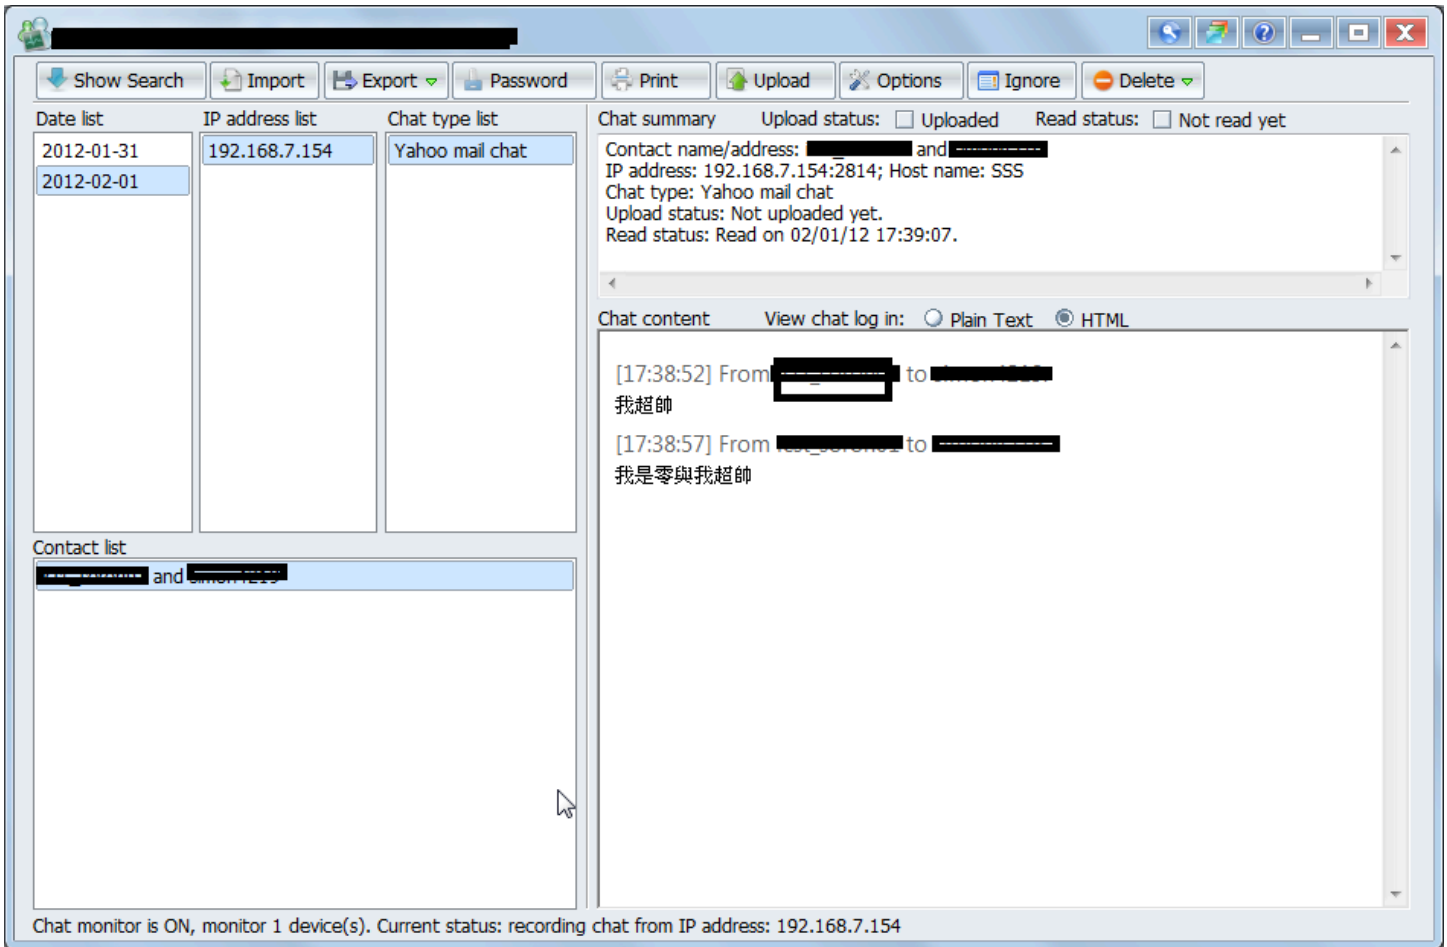 Show Search Import Export Password Print Upload Options Ignore Delete
Date list IP address list Chat type list
2012-01-31 192.168.7.154 Yahoo mail chat
2012-02-01
Contact list
and
Chat summary Upload status: Uploaded Read status: Not read yet
Contact name/address: and
IP address: 192.168.7.154:2814; Host name: SSS
Chat type: Yahoo mail chat
Upload status: Not uploaded yet.
Read status: Read on 02/01/12 17:39:07.
Chat content View chat log in: Plain Text HTML
[17:38:52] From to
我超帥
[17:38:57] From to
我是零與我超帥
Chat monitor is ON, monitor 1 device(s). Current status: recording chat from IP address: 192.168.7.154